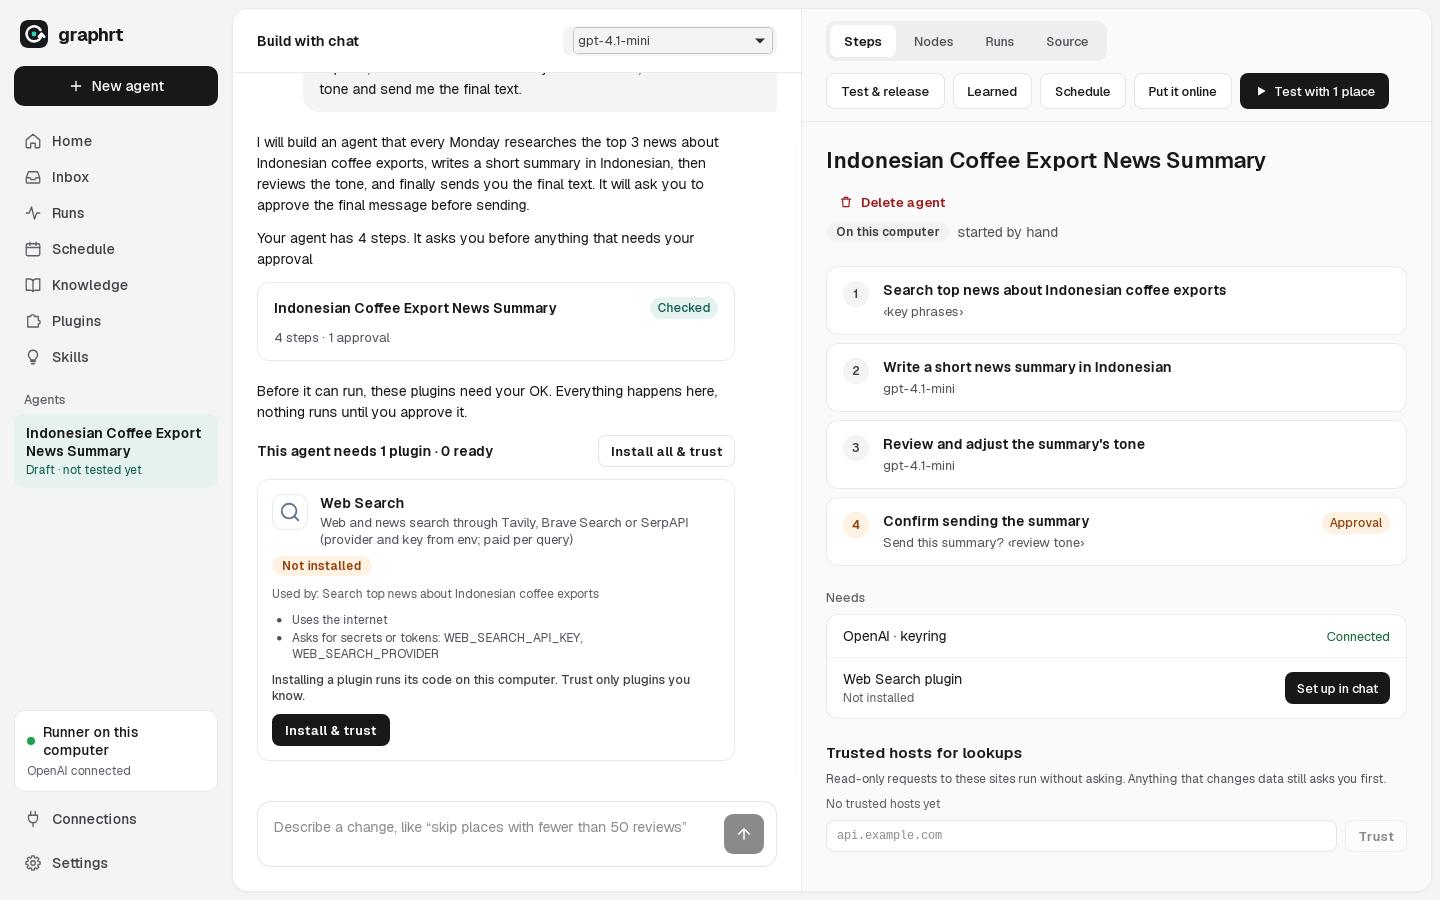 graphrt
New agent
Home
Inbox
Runs
Schedule
Knowledge
Plugins
Skills
Agents
Indonesian Coffee Export
News Summary
Draft · not tested yet
Runner on this
computer
OpenAI connected
Connections
Settings
Build with chat
gpt-4.1-mini
tone and send me the final text.
I will build an agent that every Monday researches the top 3 news about
Indonesian coffee exports, writes a short summary in Indonesian, then
reviews the tone, and finally sends you the final text. It will ask you to
approve the final message before sending.
Your agent has 4 steps. It asks you before anything that needs your
approval
Indonesian Coffee Export News Summary
Checked
4 steps · 1 approval
Before it can run, these plugins need your OK. Everything happens here,
nothing runs until you approve it.
This agent needs 1 plugin · 0 ready
Install all & trust
Web Search
Web and news search through Tavily, Brave Search or SerpAPI
(provider and key from env; paid per query)
Not installed
Used by: Search top news about Indonesian coffee exports
• Uses the internet
• Asks for secrets or tokens: WEB_SEARCH_API_KEY,
WEB_SEARCH_PROVIDER
Installing a plugin runs its code on this computer. Trust only plugins you
know.
Install & trust
Describe a change, like “skip places with fewer than 50 reviews”
Steps
Nodes
Runs
Source
Test & release
Learned
Schedule
Put it online
Test with 1 place
Indonesian Coffee Export News Summary
Delete agent
On this computer
started by hand
1
Search top news about Indonesian coffee exports
‹key phrases›
2
Write a short news summary in Indonesian
gpt-4.1-mini
3
Review and adjust the summary's tone
gpt-4.1-mini
4
Confirm sending the summary
Approval
Send this summary? ‹review tone›
Needs
OpenAI · keyring
Connected
Web Search plugin
Not installed
Set up in chat
Trusted hosts for lookups
Read-only requests to these sites run without asking. Anything that changes data still asks you first.
No trusted hosts yet
api.example.com
Trust